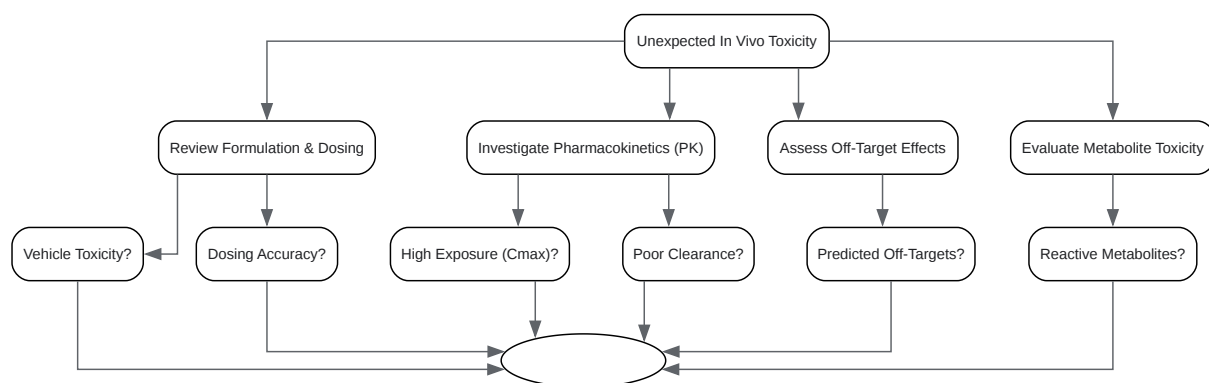 Unexpected In Vivo Toxicity
Review Formulation & Dosing
Investigate Pharmacokinetics (PK)
Assess Off-Target Effects
Evaluate Metabolite Toxicity
Vehicle Toxicity?
Dosing Accuracy?
High Exposure (Cmax)?
Poor Clearance?
Predicted Off-Targets?
Reactive Metabolites?